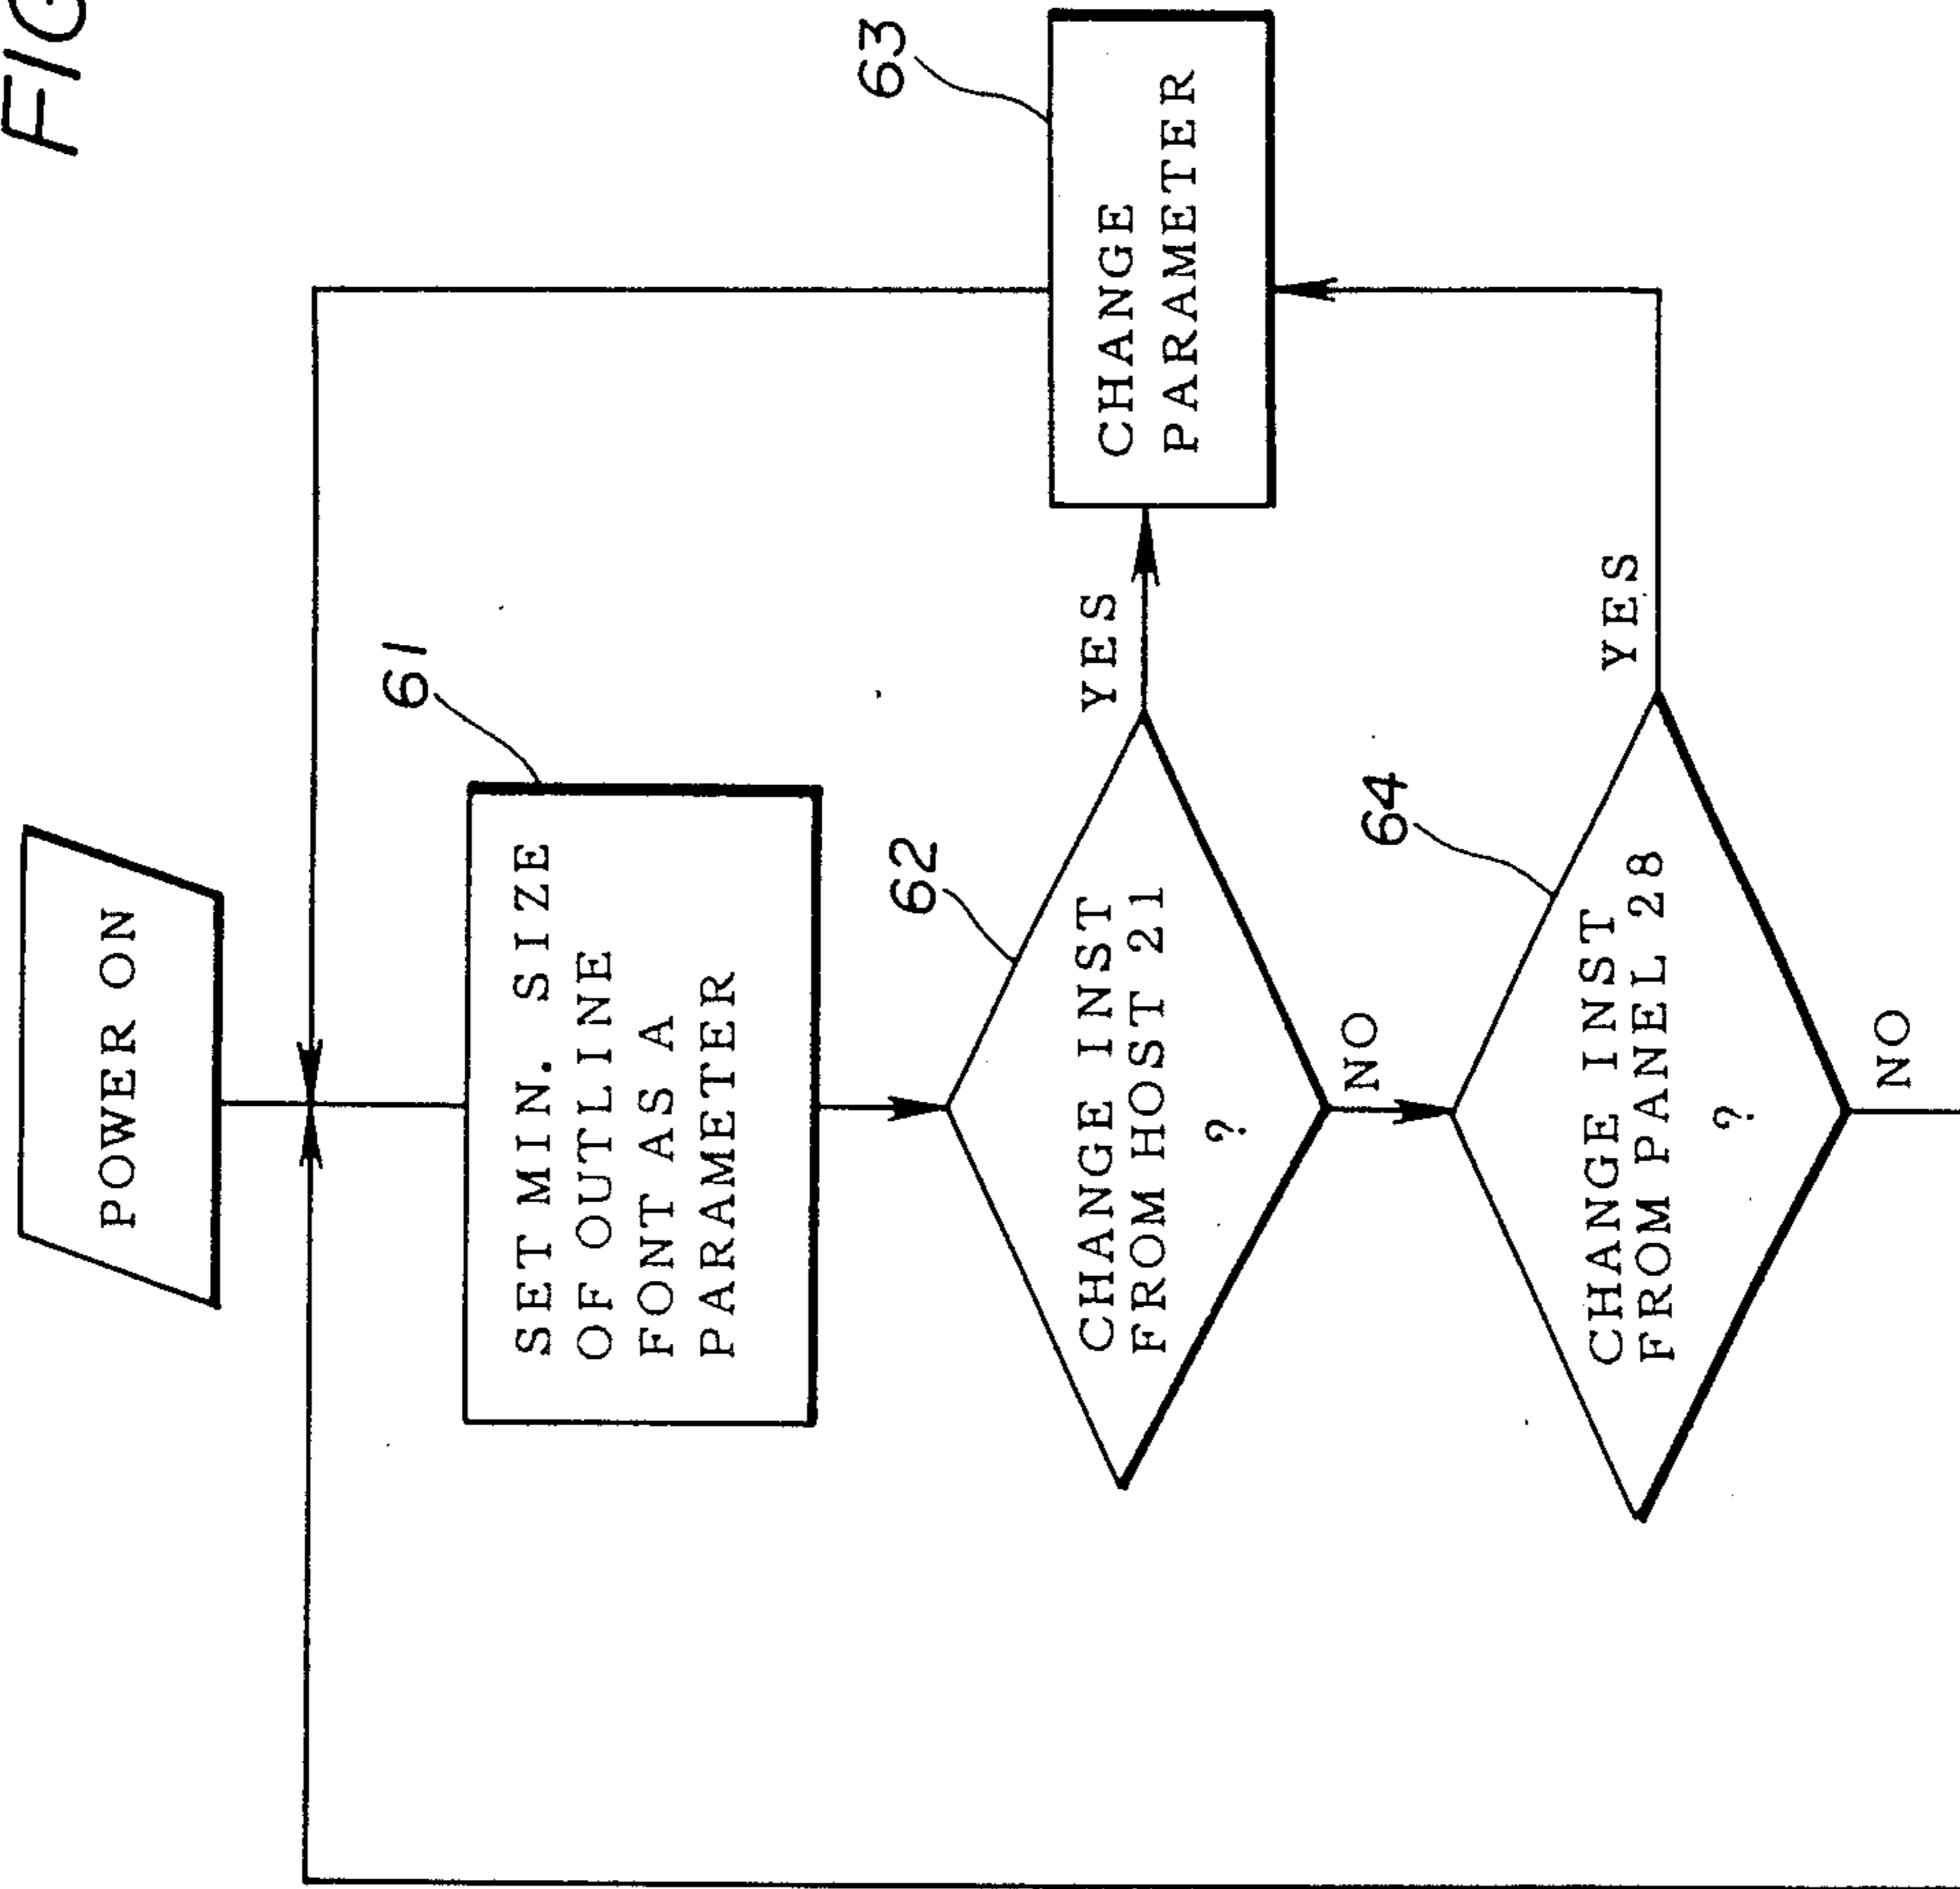 FIG
POWER ON
61
SET MIN. SIZE
OF OUTLINE
FONT AS A
PARAMETER
62
CHANGE INST
FROM HOST 21
?
YES
63
CHANGE
PARAMETER
NO
64
CHANGE INST
FROM PANEL 28
?
YES
NO